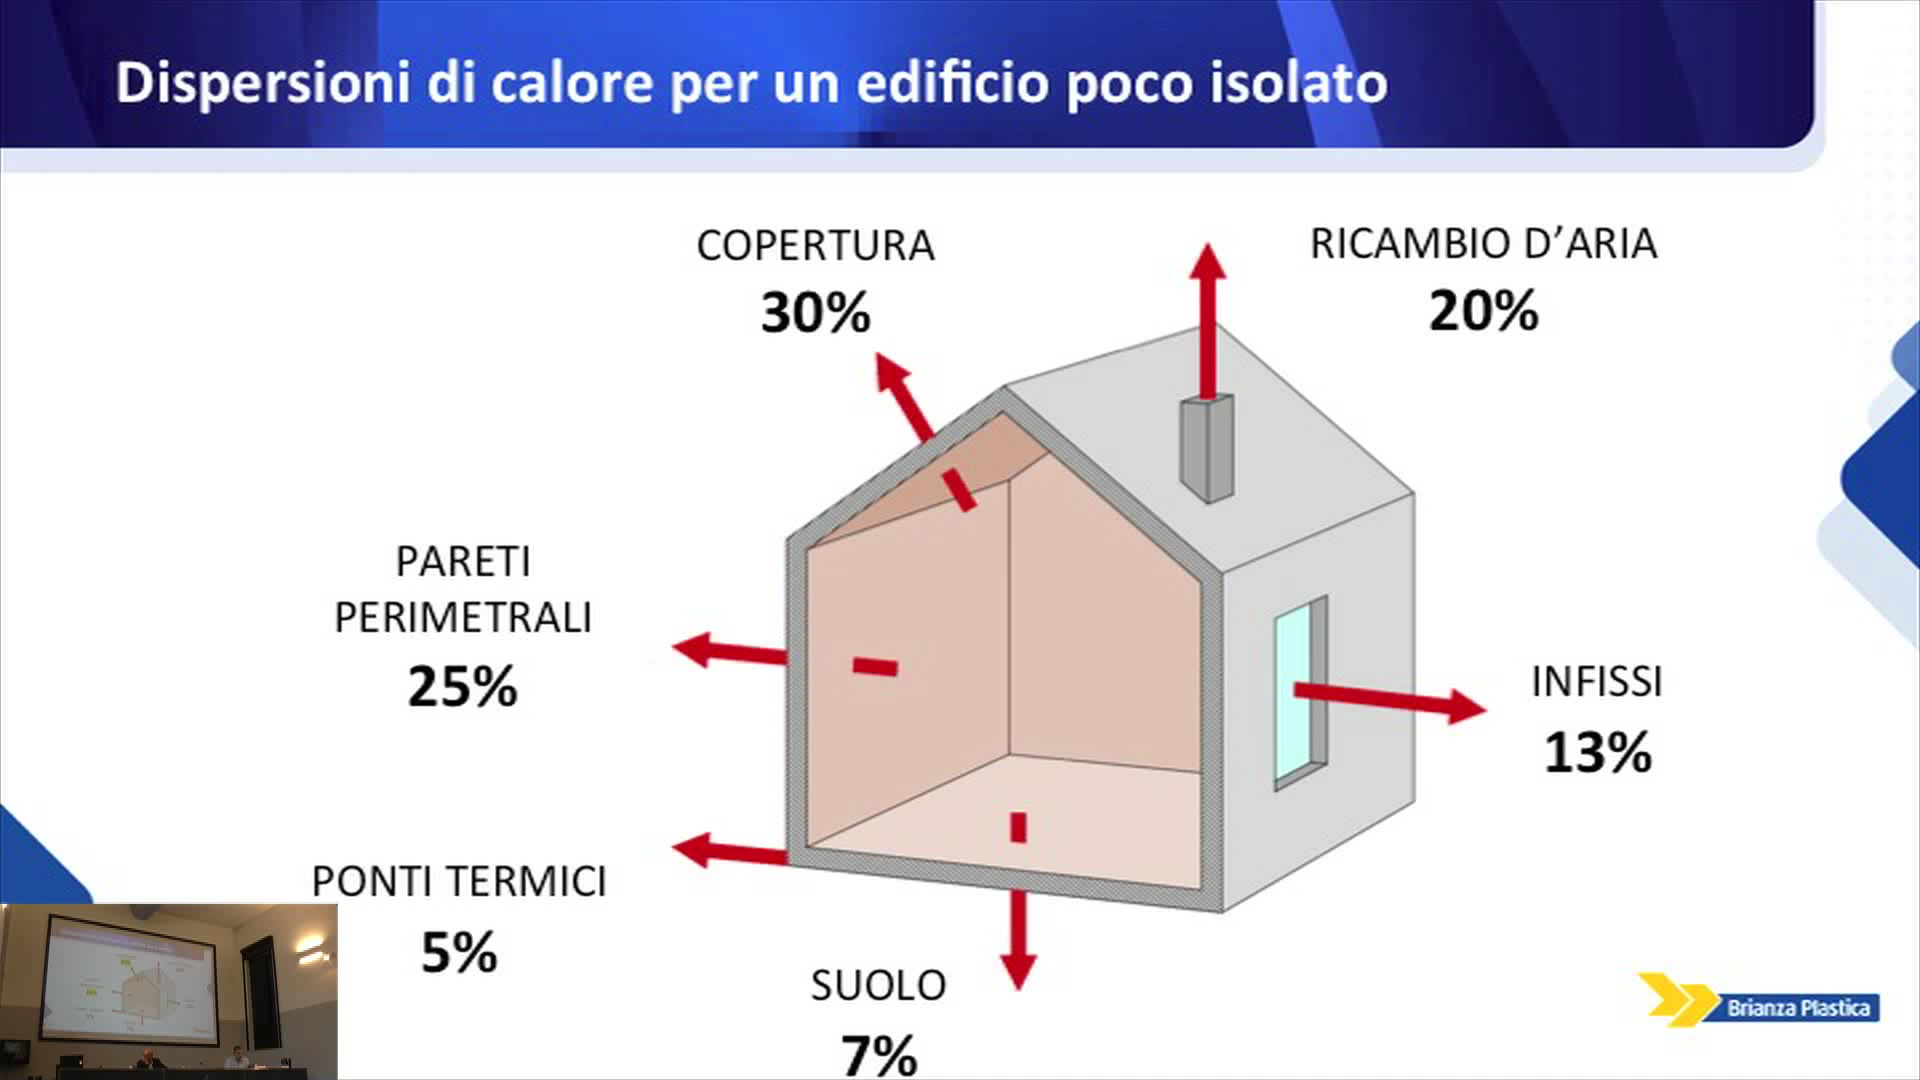 Dispersioni di calore per un edificio poco isolato
COPERTURA
30%
RICAMBIO D’ARIA
20%
PARETI
PERIMETRALI
25%
INFISSI
13%
PONTI TERMICI
5%
SUOLO
7%
Brianza Plastica